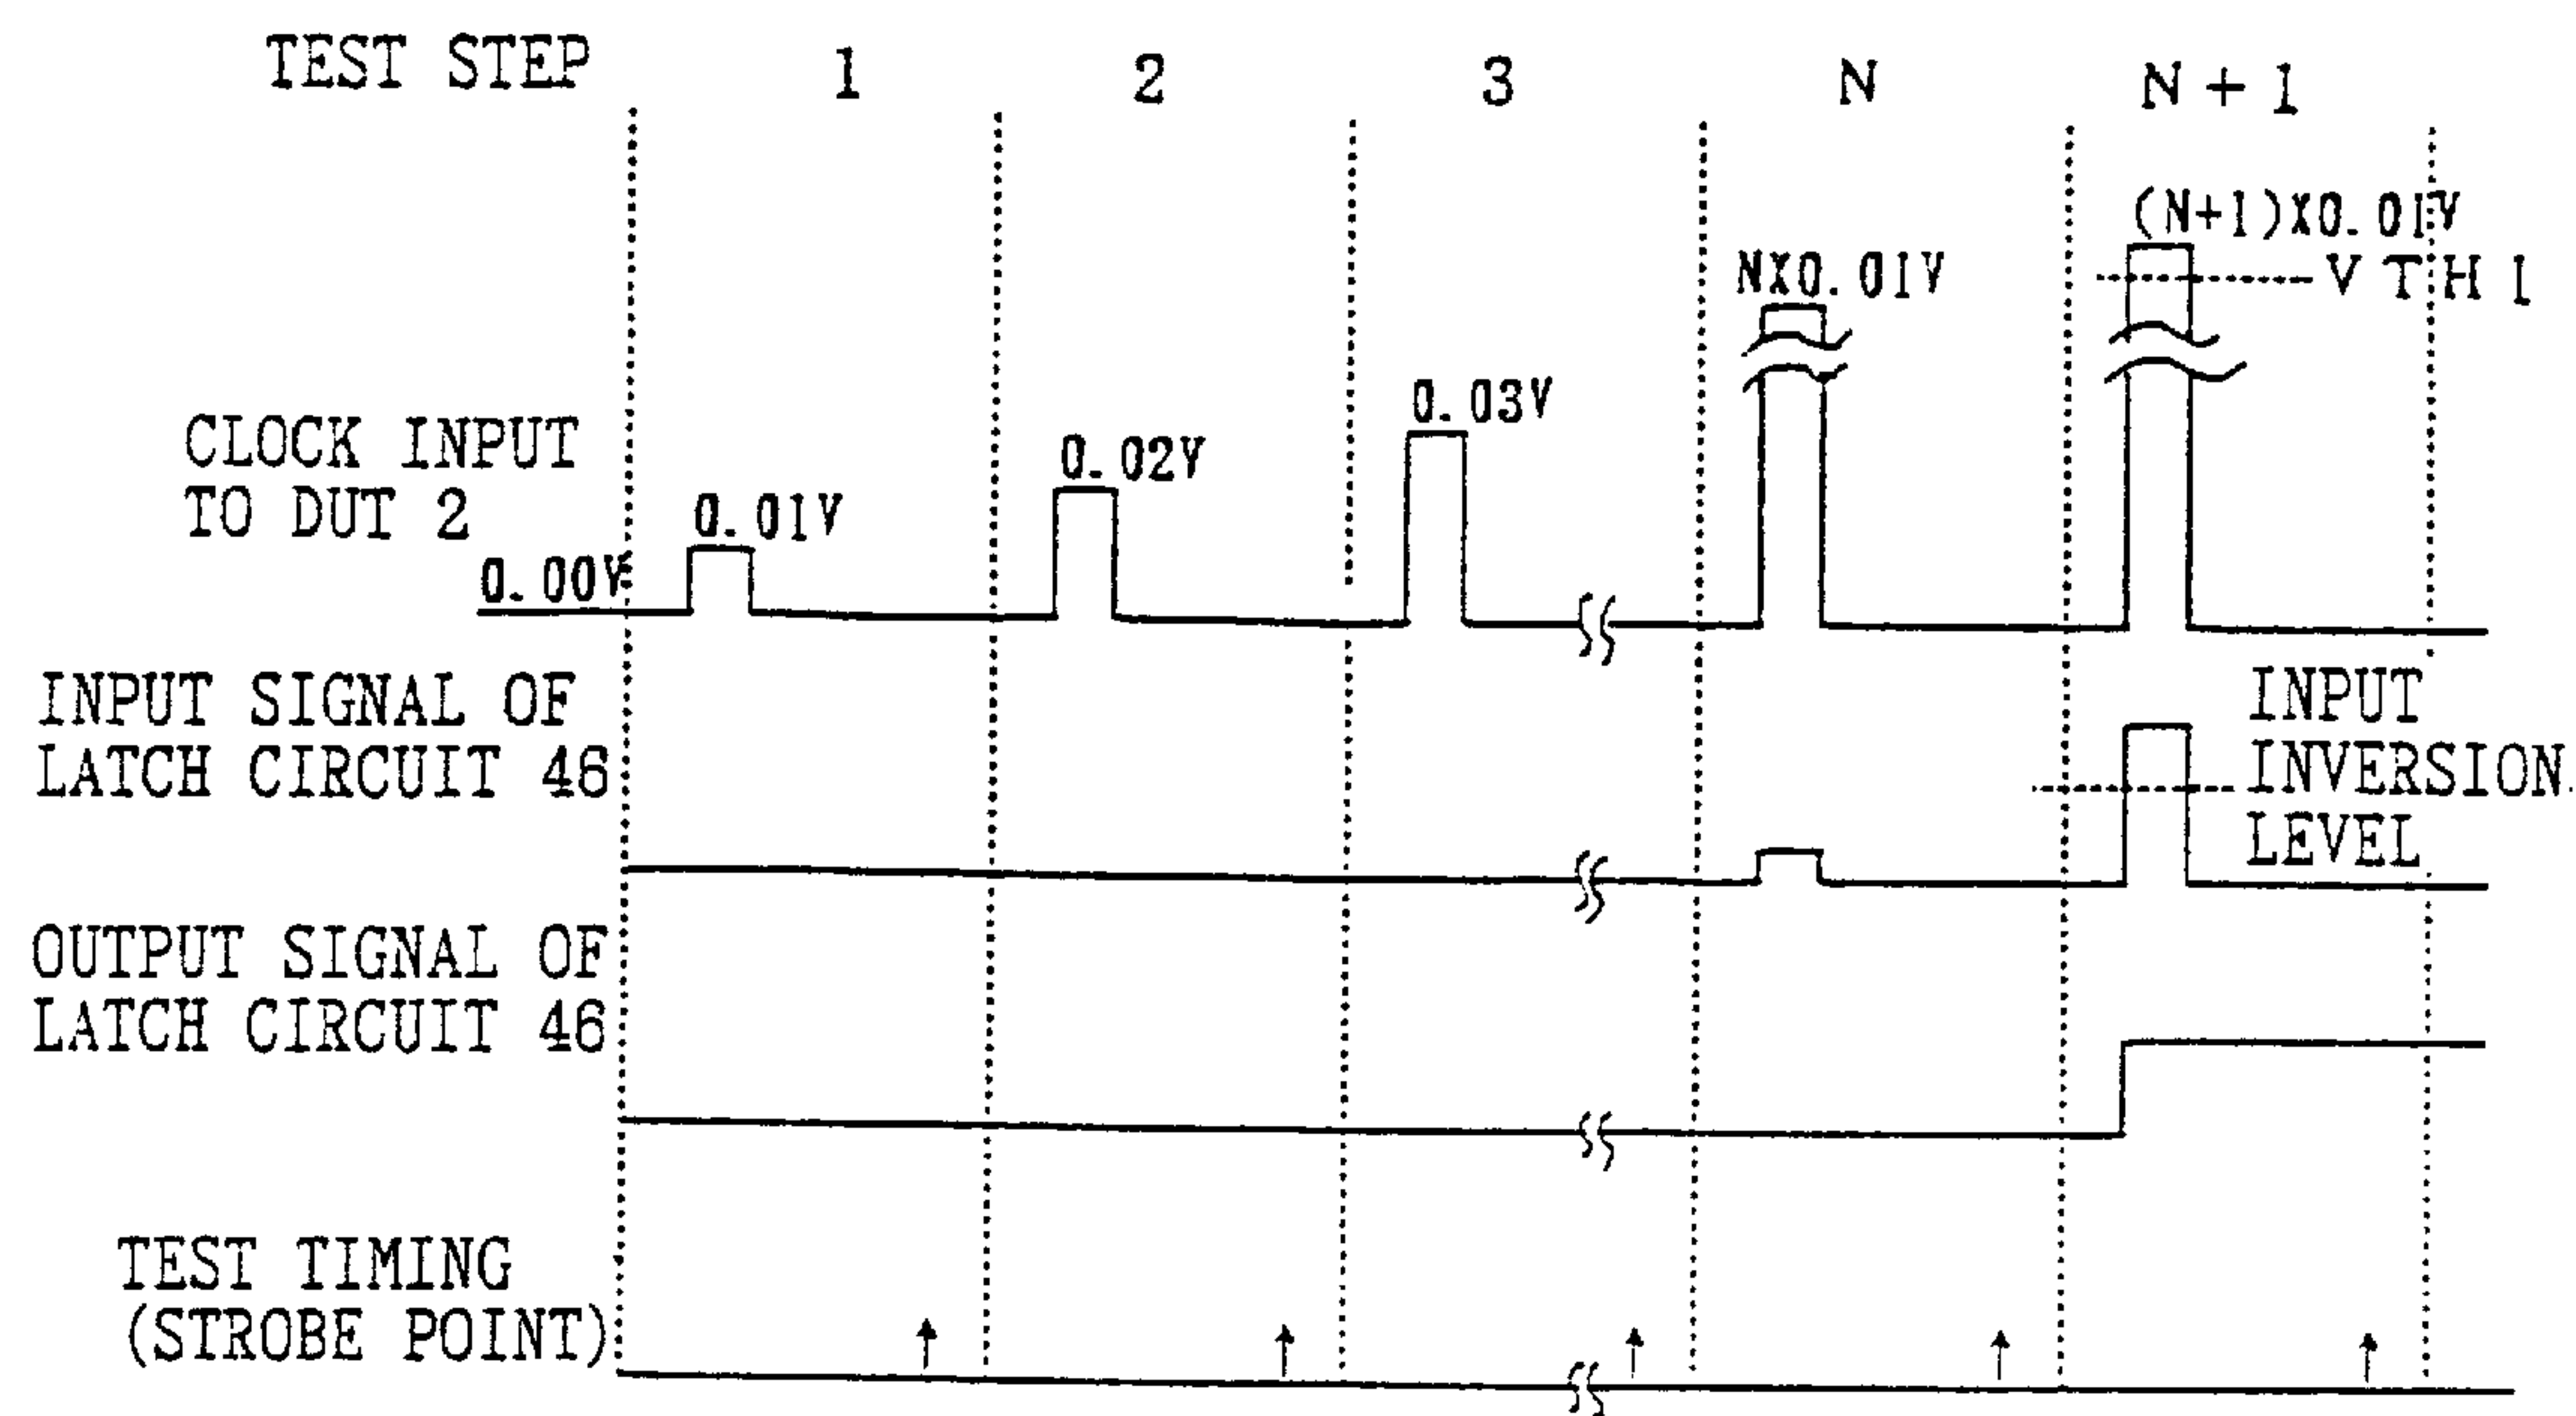 TEST STEP 1 2 3 N N+1
(N+1)X0.01V
NX0.01V
VTH1
0.03V
CLOCK INPUT
TO DUT 2
0.02V
0.01V
0.00V
INPUT SIGNAL OF
LATCH CIRCUIT 46
INPUT
INVERSION
LEVEL
OUTPUT SIGNAL OF
LATCH CIRCUIT 46
TEST TIMING
(STROBE POINT)